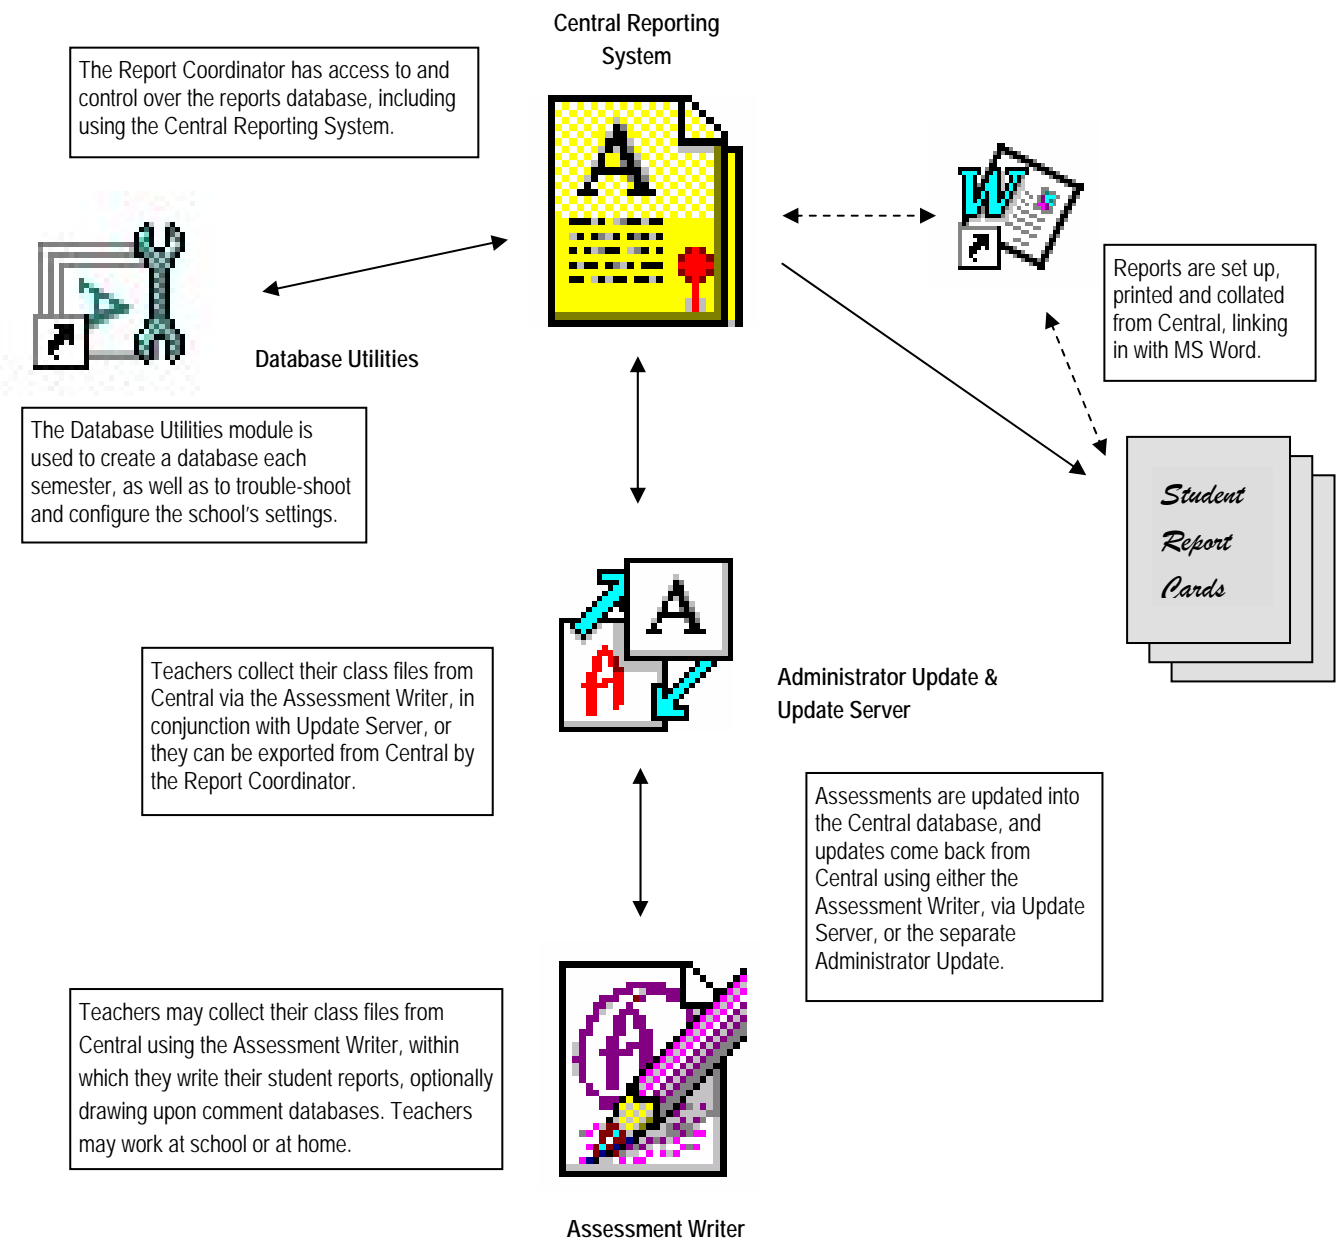 Central Reporting
System
The Report Coordinator has access to and
control over the reports database, including
using the Central Reporting System.
A
W
Reports are set up,
printed and collated
from Central, linking
in with MS Word.
A
Database Utilities
The Database Utilities module is
used to create a database each
semester, as well as to trouble-shoot
and configure the school's settings.
Student
Report
Cards
A
A
Teachers collect their class files from
Central via the Assessment Writer, in
conjunction with Update Server, or
they can be exported from Central by
the Report Coordinator.
Administrator Update &
Update Server
Assessments are updated into
the Central database, and
updates come back from
Central using either the
Assessment Writer, via Update
Server, or the separate
Administrator Update.
Teachers may collect their class files from
Central using the Assessment Writer, within
which they write their student reports, optionally
drawing upon comment databases. Teachers
may work at school or at home.
A
Assessment Writer